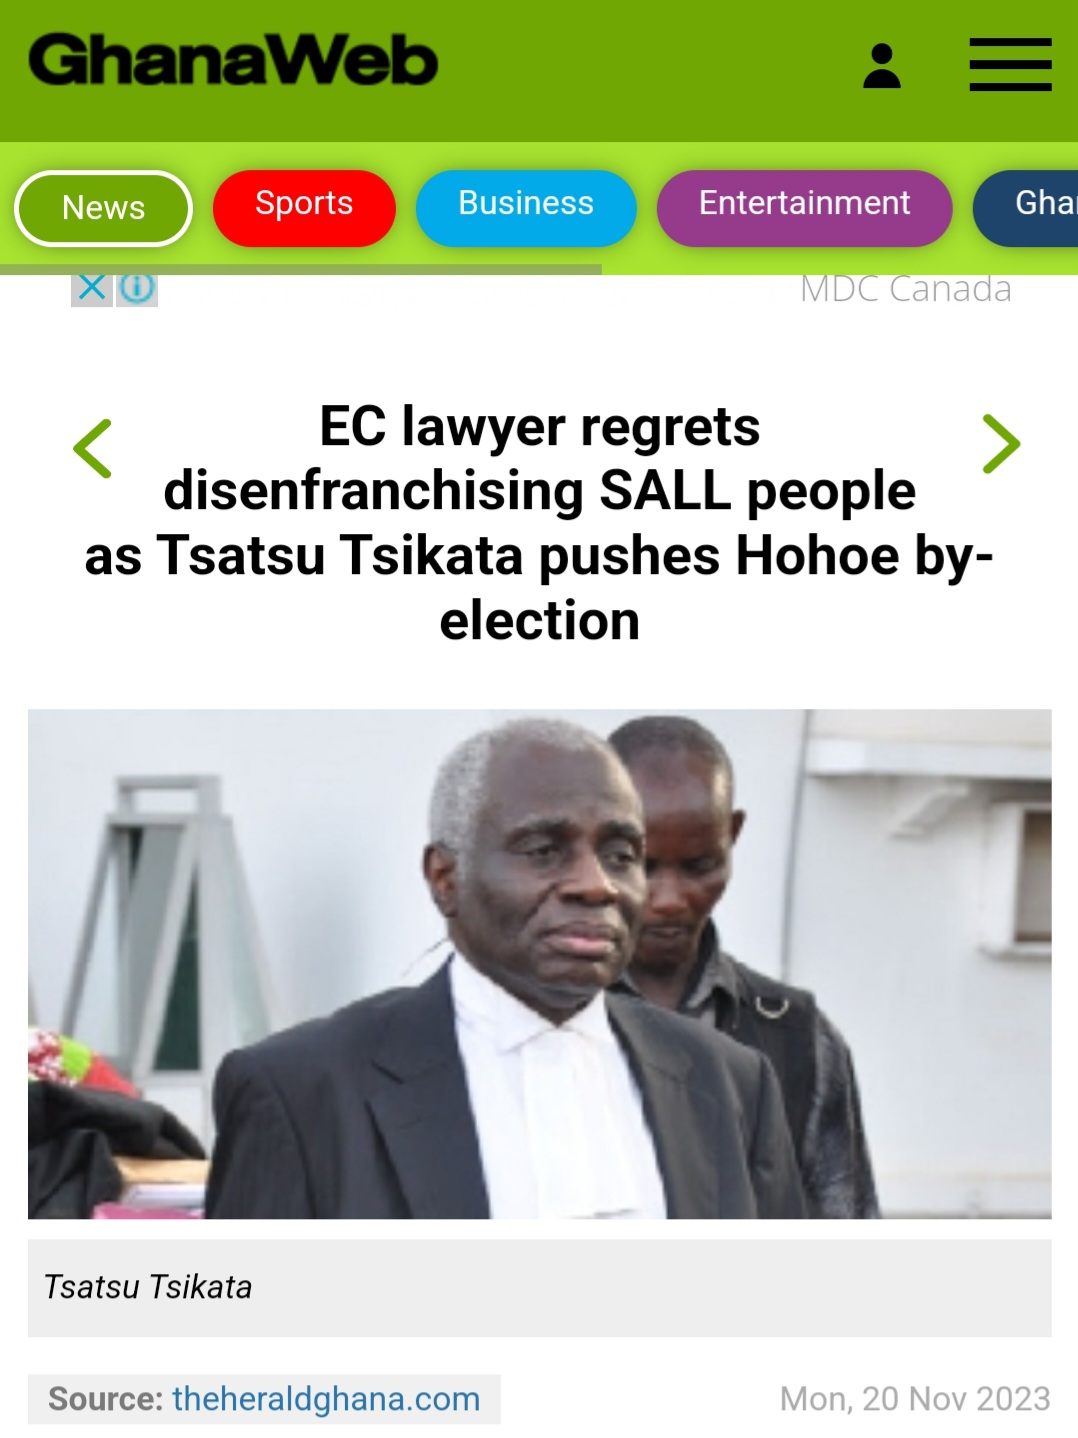 GhanaWeb
News Sports Business Entertainment Gha
MDC Canada
EC lawyer regrets
disenfranchising SALL people
as Tsatsu Tsikata pushes Hohoe by-
election
Tsatsu Tsikata
Source: theheraldghana.com Mon, 20 Nov 2023